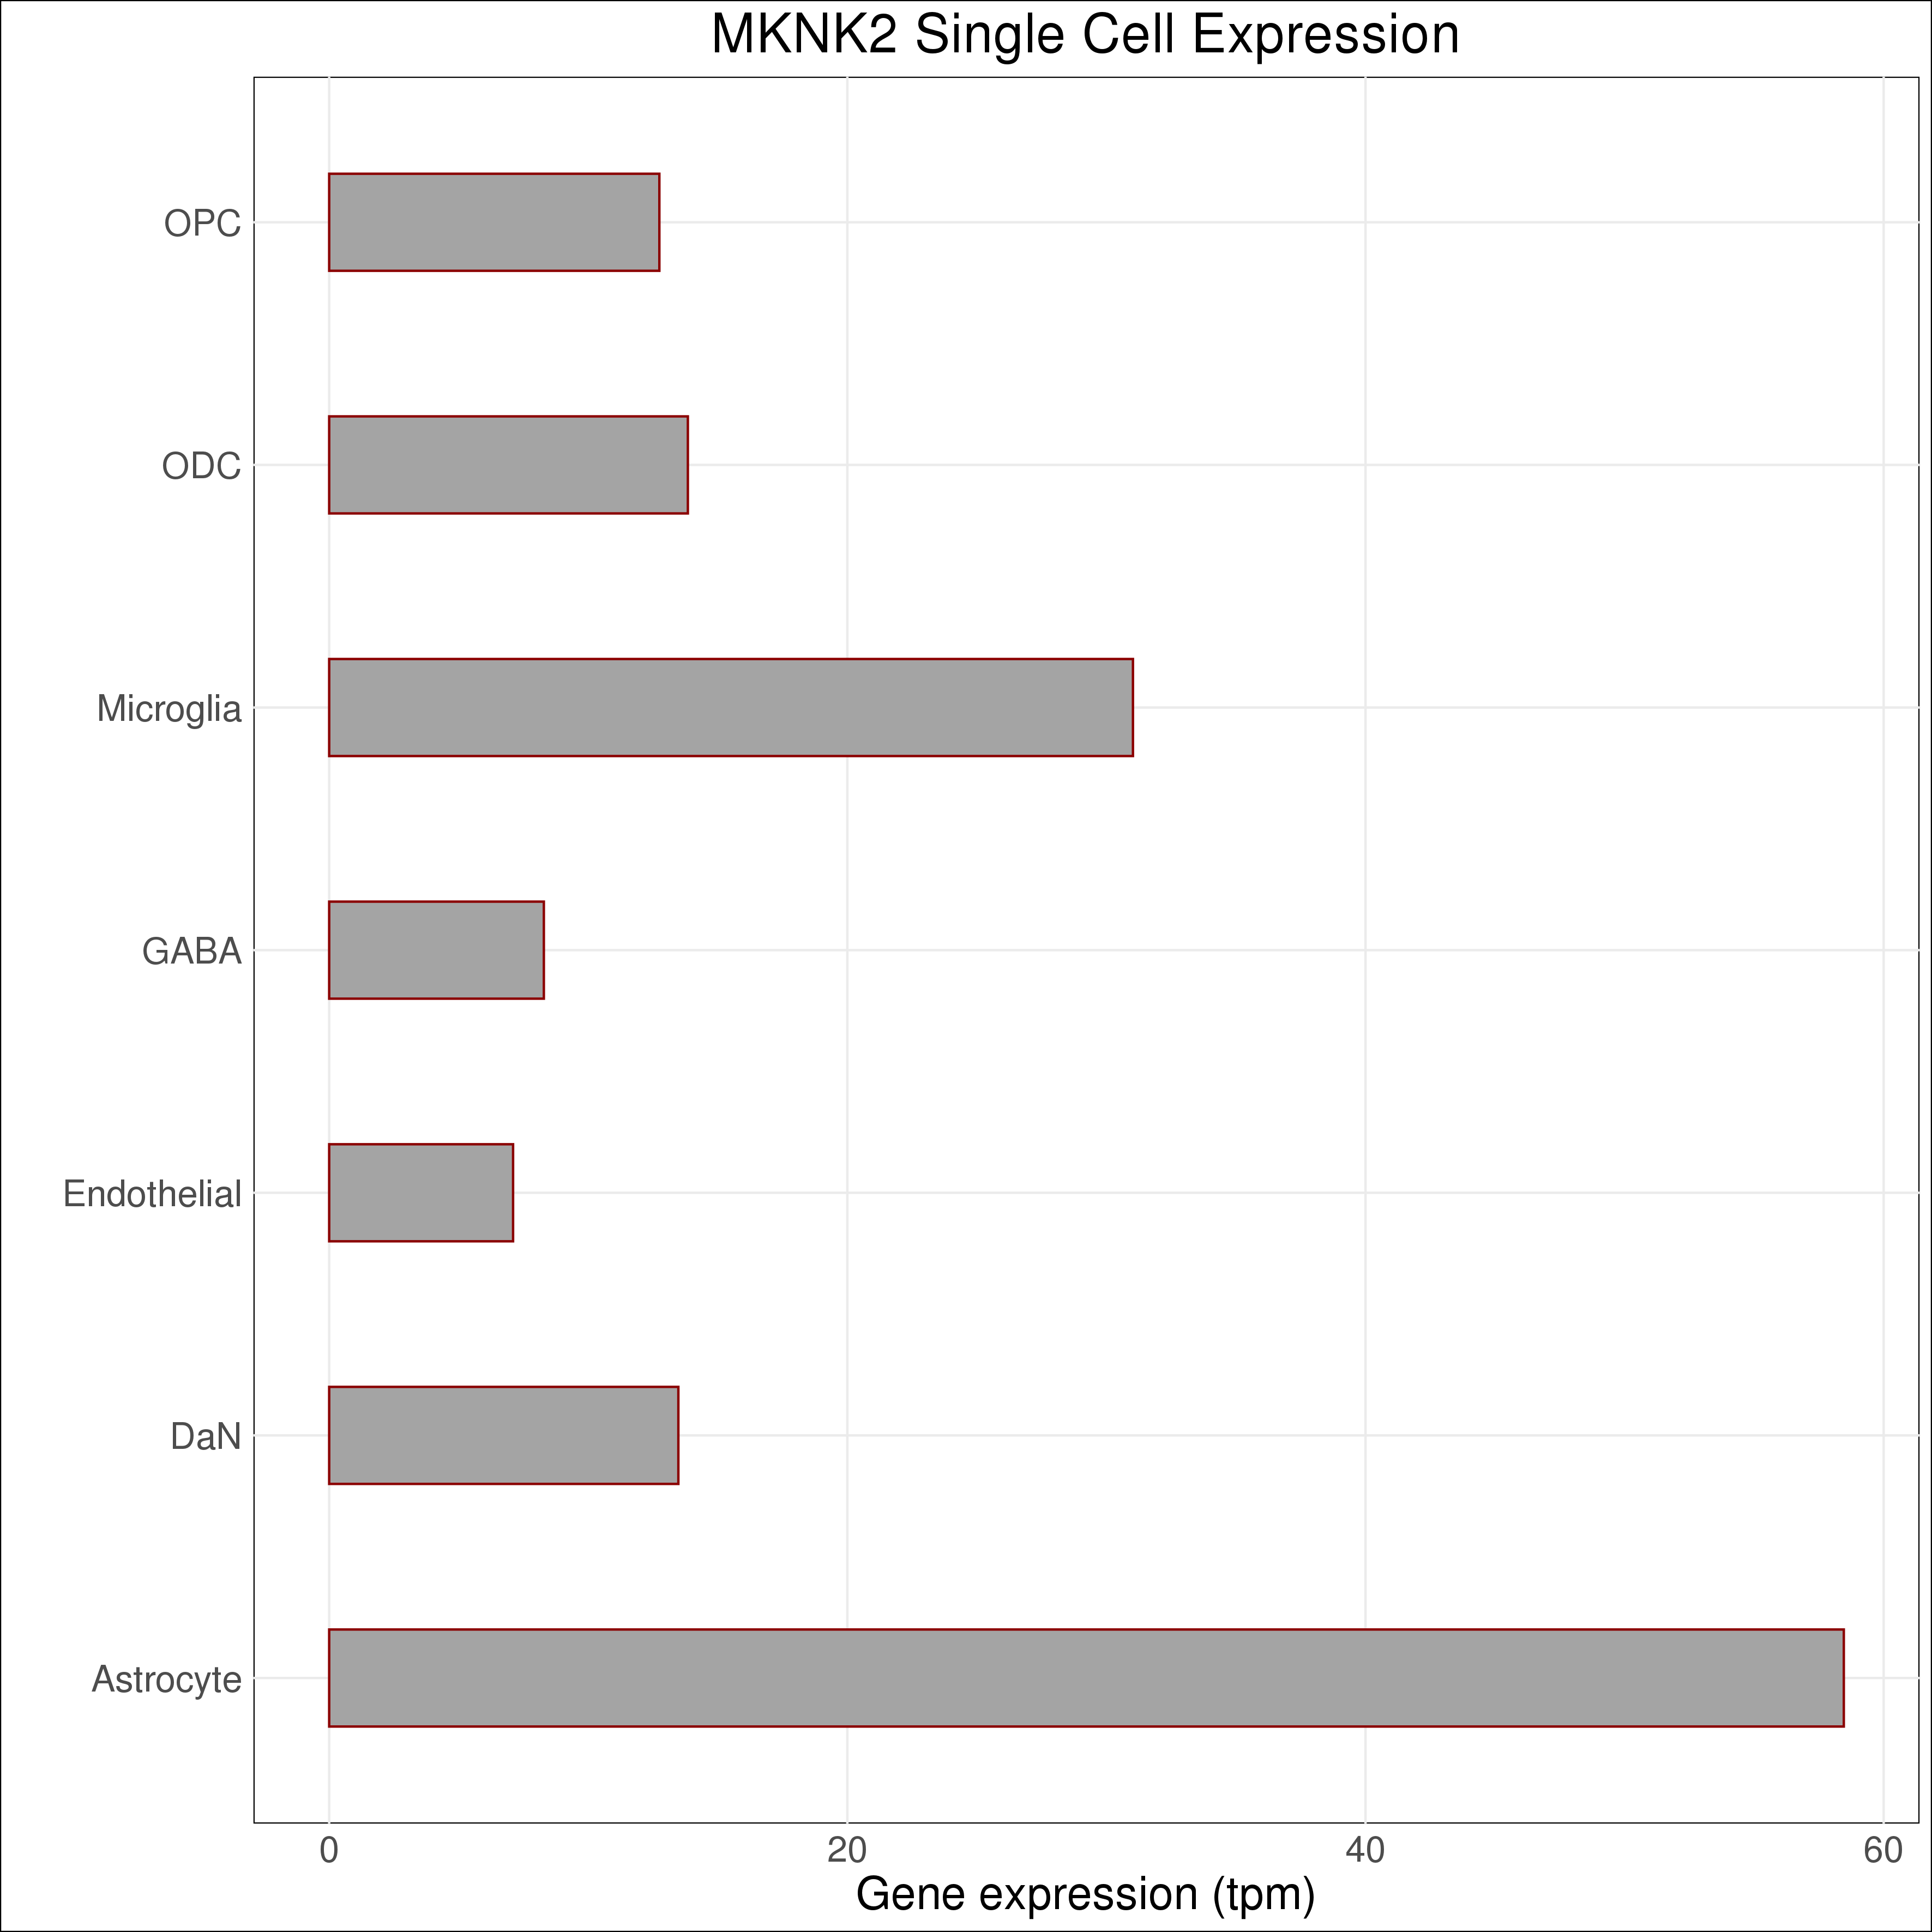 MKNK2 Single Cell Expression
OPC
ODC
Microglia
GABA
Endothelial
DaN
Astrocyte
0 20 40 60
Gene expression (tpm)